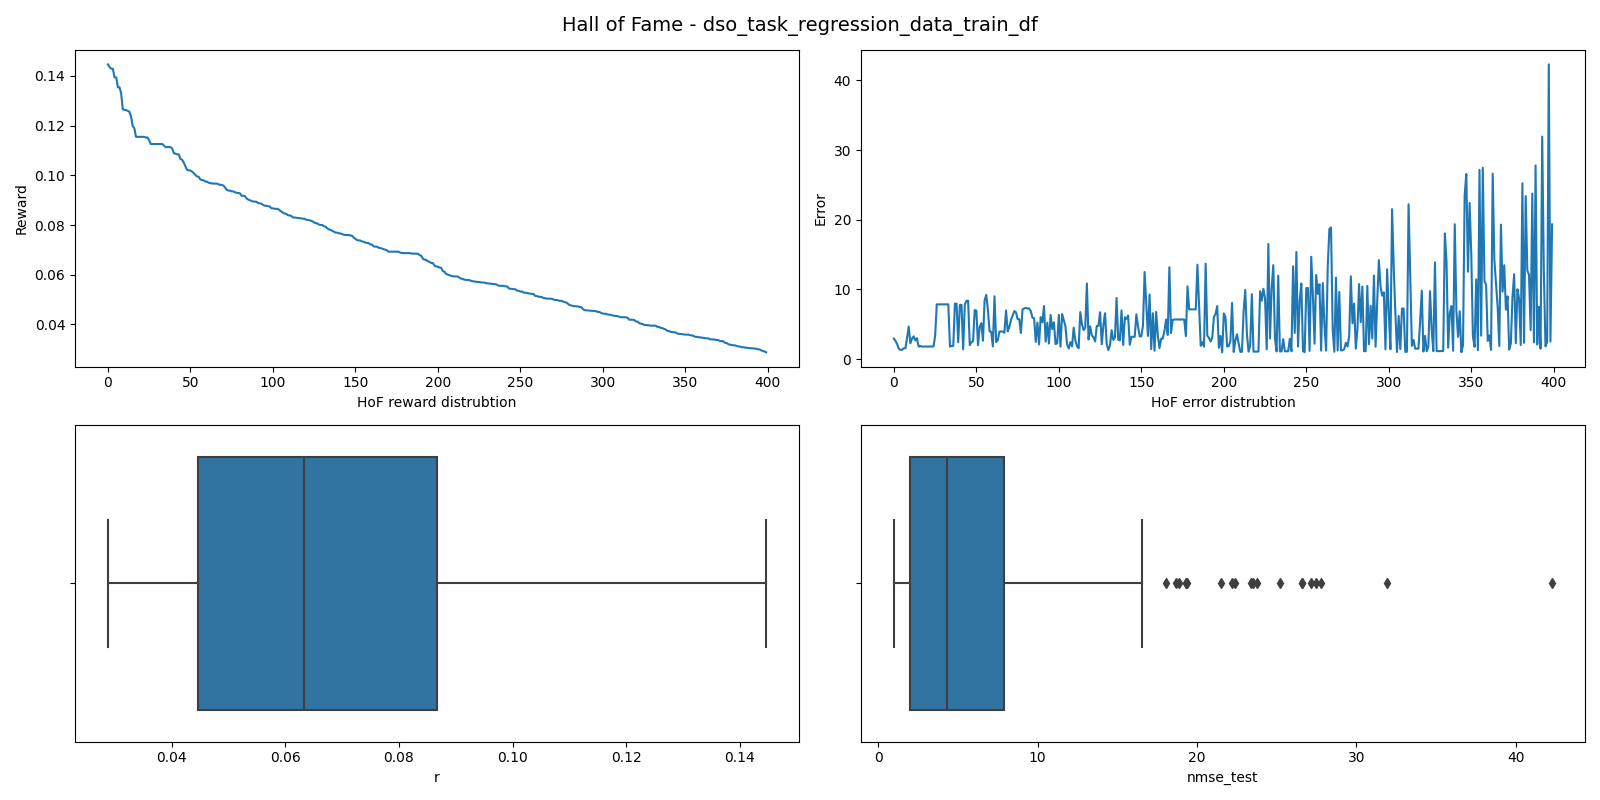 Hall of Fame - dso_task_regression_data_train_df
0.14
0.12
0.10
0.08
0.06
0.04
Reward
0 50 100 150 200 250 300 350 400
HoF reward distrubtion
40
30
20
10
0
Error
0 50 100 150 200 250 300 350 400
HoF error distrubtion
0.04 0.06 0.08 0.10 0.12 0.14
r
0 10 20 30 40
nmse_test